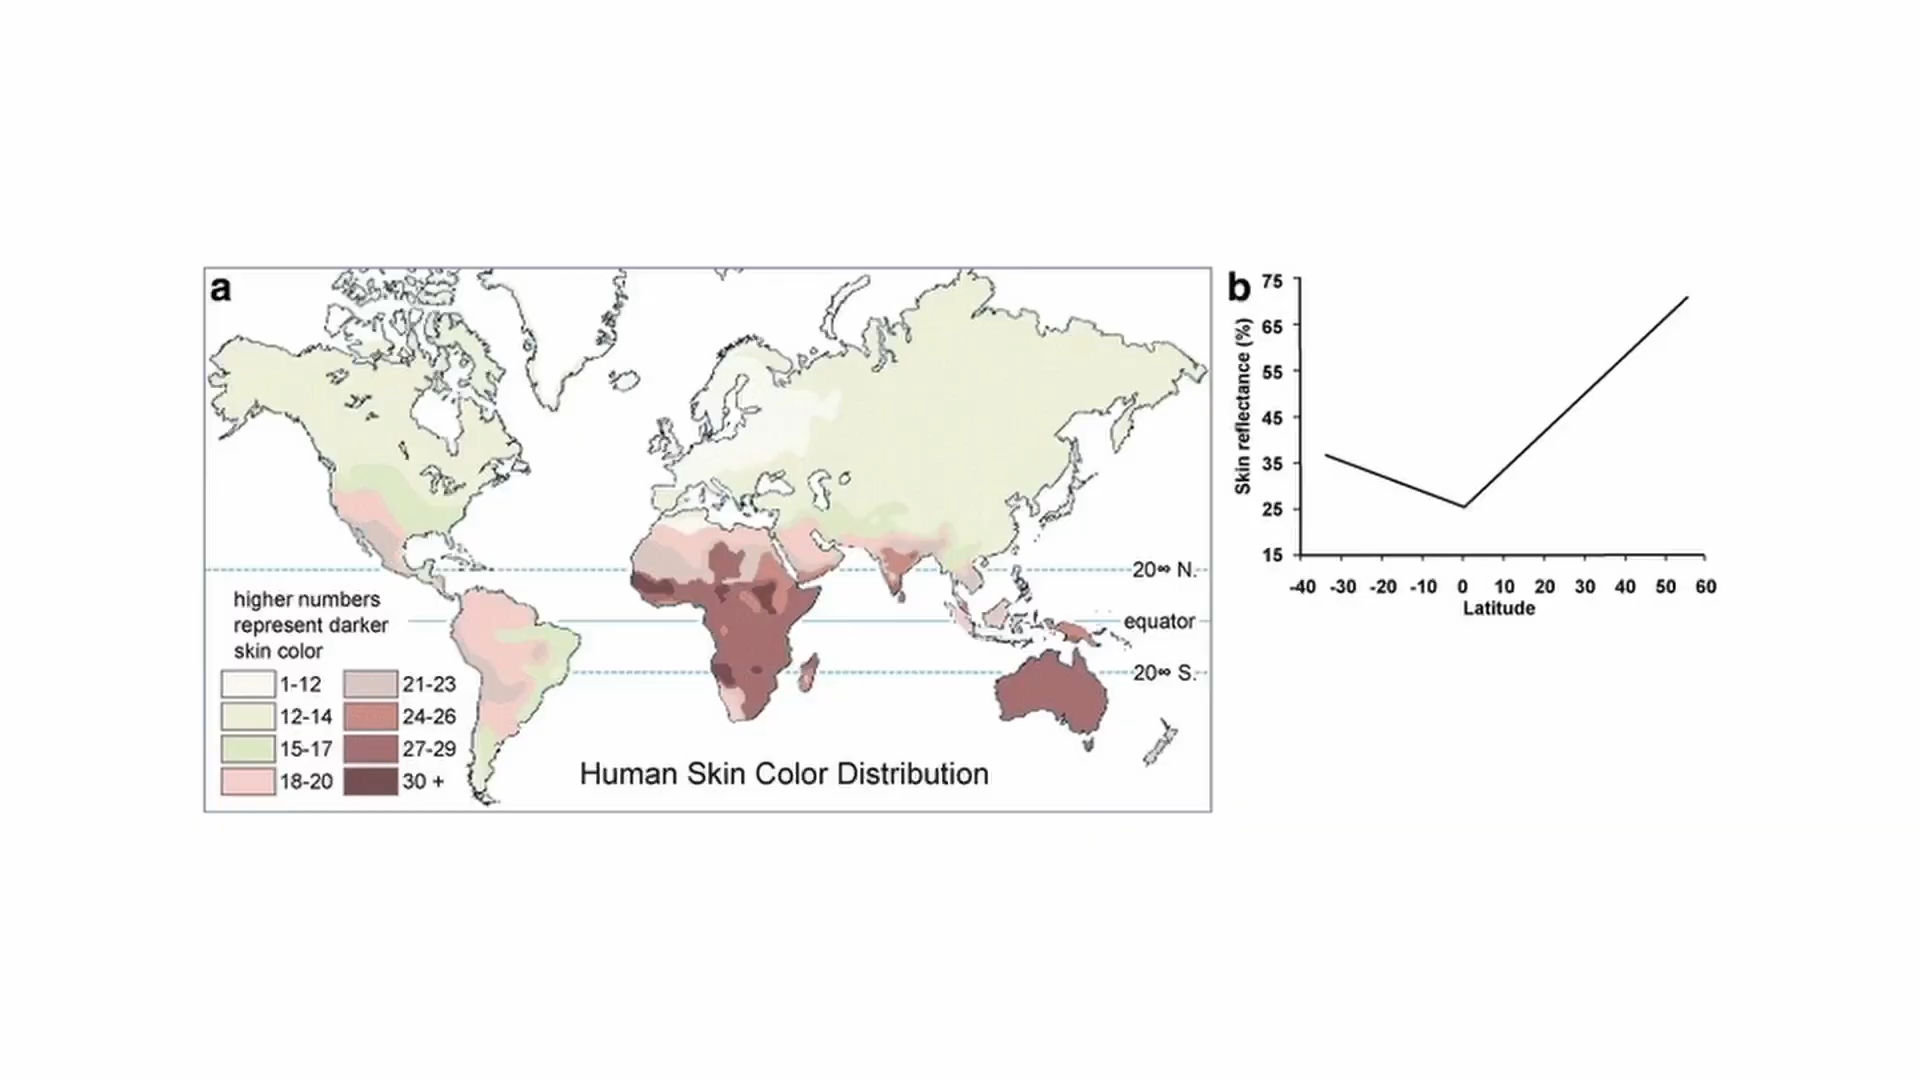 a
20∞ N.
equator
20∞ S.
higher numbers
represent darker
skin color
1-12
12-14
15-17
18-20
21-23
24-26
27-29
30 +
Human Skin Color Distribution
b
Skin reflectance (%)
75
65
55
45
35
25
15
-40 -30 -20 -10 0 10 20 30 40 50 60
Latitude